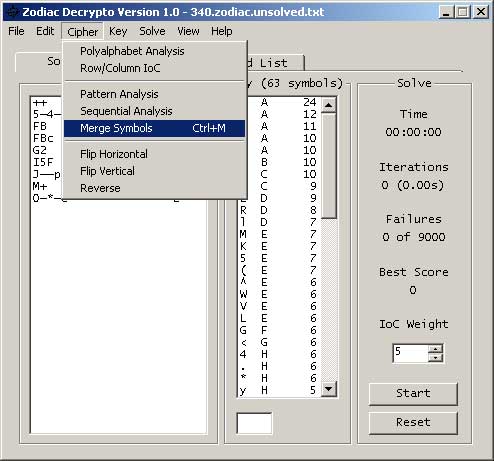 Zodiac Decrypto Version 1.0 - 340.zodiac.unsolved.txt
File Edit Cipher Key Solve View Help
Polyalphabet Analysis
Row/Column IoC
Pattern Analysis
Sequential Analysis
Merge Symbols Ctrl+M
Flip Horizontal
Flip Vertical
Reverse
So
d List
++
5-4-
FB
FBc
G2
I5F
J--p
M+
O-*-C
y (63 symbols)
A 24
A 12
A 11
A 10
A 10
B 10
C 10
C 9
E D 9
R D 8
l D 7
M E 7
K E 7
5 E 7
( E 7
^ E 6
W E 6
V E 6
L E 6
G F 6
< G 6
4 H 6
. H 6
* H 6
y H 5
Solve
Time
00:00:00
Iterations
0 (0.00s)
Failures
0 of 9000
Best Score
0
IoC Weight
5
Start
Reset